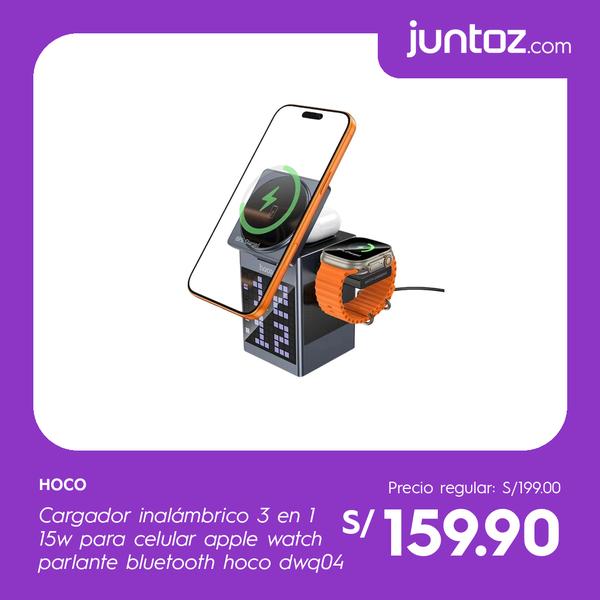 juntoz.com
hoco
HOCO
Precio regular: S/199.00
Cargador inalámbrico 3 en 1
15w para celular apple watch
parlante bluetooth hoco dwq04
S/159.90